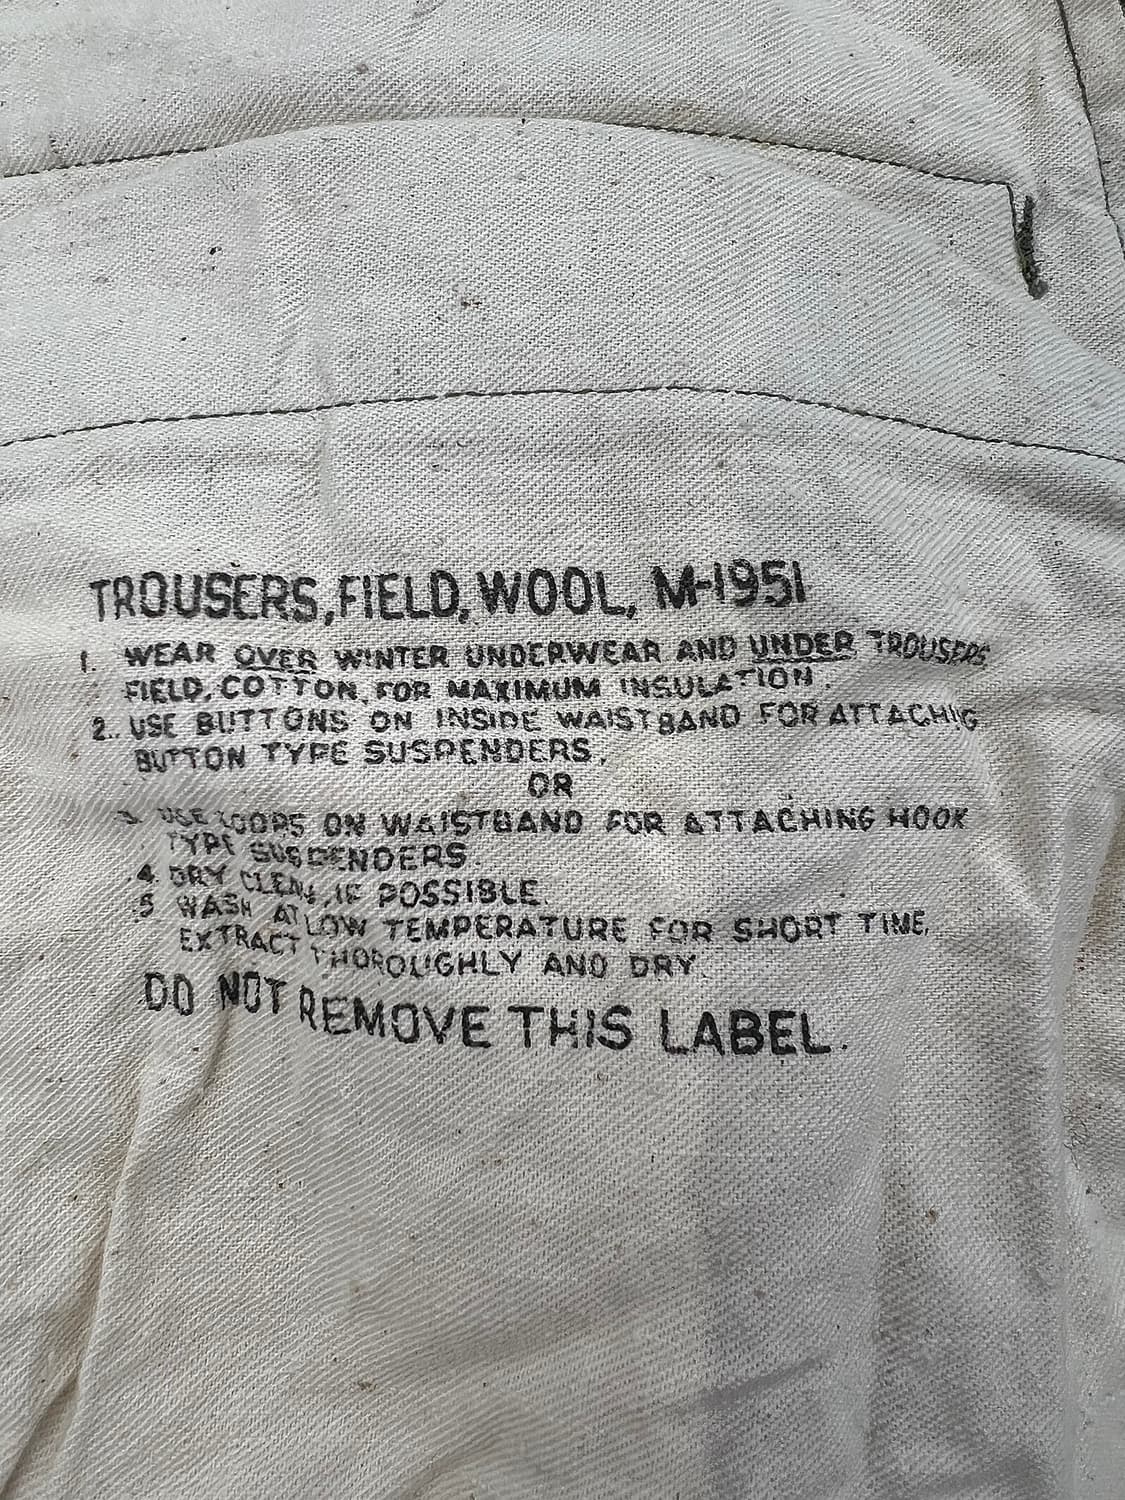 TROUSERS, FIELD, WOOL, M-1951
1. WEAR OVER WINTER UNDERWEAR AND UNDER TROUSERS
FIELD, COTTON, FOR MAXIMUM INSULATION.
2. USE BUTTONS ON INSIDE WAISTBAND FOR ATTACHIG
BUTTON TYPE SUSPENDERS,
OR
3 USE LOOPS ON WAISTBAND FOR ATTACHING HOOK
TYPE SUSPENDERS.
4 DRY CLEAN, IF POSSIBLE.
5 WASH AT LOW TEMPERATURE FOR SHORT TIME,
EXTRACT THOROUGHLY AND DRY.
DO NOT REMOVE THIS LABEL.